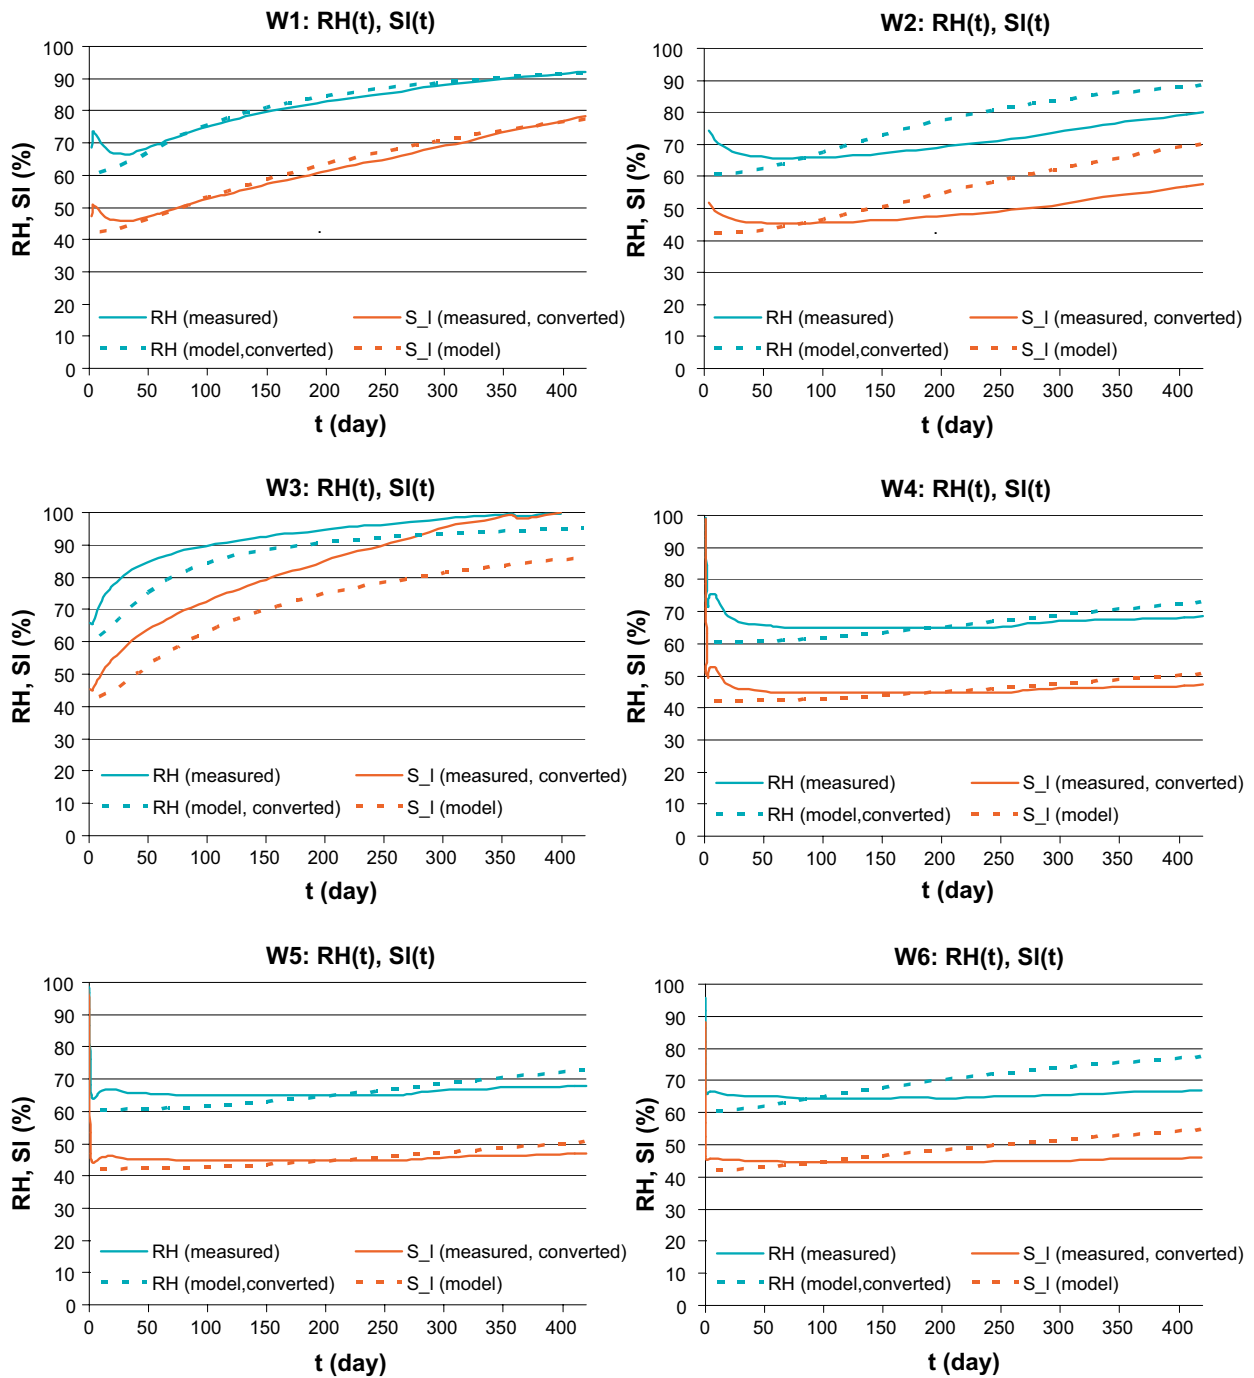 W1: RH(t), SI(t)
100
90
80
70
60
50
40
30
20
10
0
RH, SI (%)
RH (measured)
S_I (measured, converted)
RH (model,converted)
S_I (model)
0 50 100 150 200 250 300 350 400
t (day)
W2: RH(t), SI(t)
100
90
80
70
60
50
40
30
20
10
0
RH, SI (%)
RH (measured)
S_I (measured, converted)
RH (model,converted)
S_I (model)
0 50 100 150 200 250 300 350 400
t (day)
W3: RH(t), SI(t)
100
90
80
70
60
50
40
30
20
10
0
RH, SI (%)
RH (measured)
S_I (measured, converted)
RH (model, converted)
S_I (model)
0 50 100 150 200 250 300 350 400
t (day)
W4: RH(t), SI(t)
100
90
80
70
60
50
40
30
20
10
0
RH, SI (%)
RH (measured)
S_I (measured, converted)
RH (model,converted)
S_I (model)
0 50 100 150 200 250 300 350 400
t (day)
W5: RH(t), SI(t)
100
90
80
70
60
50
40
30
20
10
0
RH, SI (%)
RH (measured)
S_I (measured, converted)
RH (model,converted)
S_I (model)
0 50 100 150 200 250 300 350 400
t (day)
W6: RH(t), SI(t)
100
90
80
70
60
50
40
30
20
10
0
RH, SI (%)
RH (measured)
S_I (measured, converted)
RH (model,converted)
S_I (model)
0 50 100 150 200 250 300 350 400
t (day)